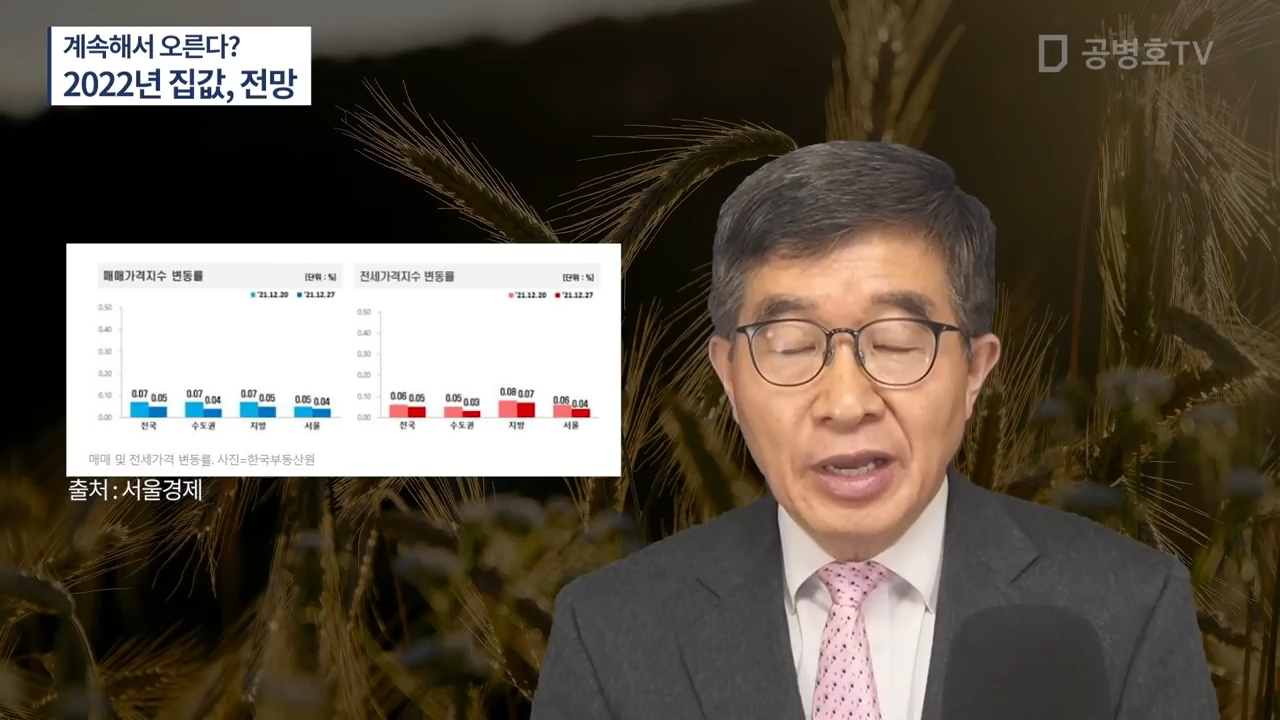 계속해서 오른다?
2022년 집값, 전망
공병호TV
매매가격지수 변동률
[단위 : %]
'21.12.20 '21.12.27
0.50
0.40
0.30
0.20
0.10
0.00
0.07 0.05 0.07 0.04 0.07 0.05 0.05 0.04
전국 수도권 지방 서울
전세가격지수 변동률
[단위 : %]
'21.12.20 '21.12.27
0.50
0.40
0.30
0.20
0.10
0.00
0.06 0.05 0.05 0.03 0.08 0.07 0.06 0.04
전국 수도권 지방 서울
매매 및 전세가격 변동률. 사진=한국부동산원
출처 : 서울경제